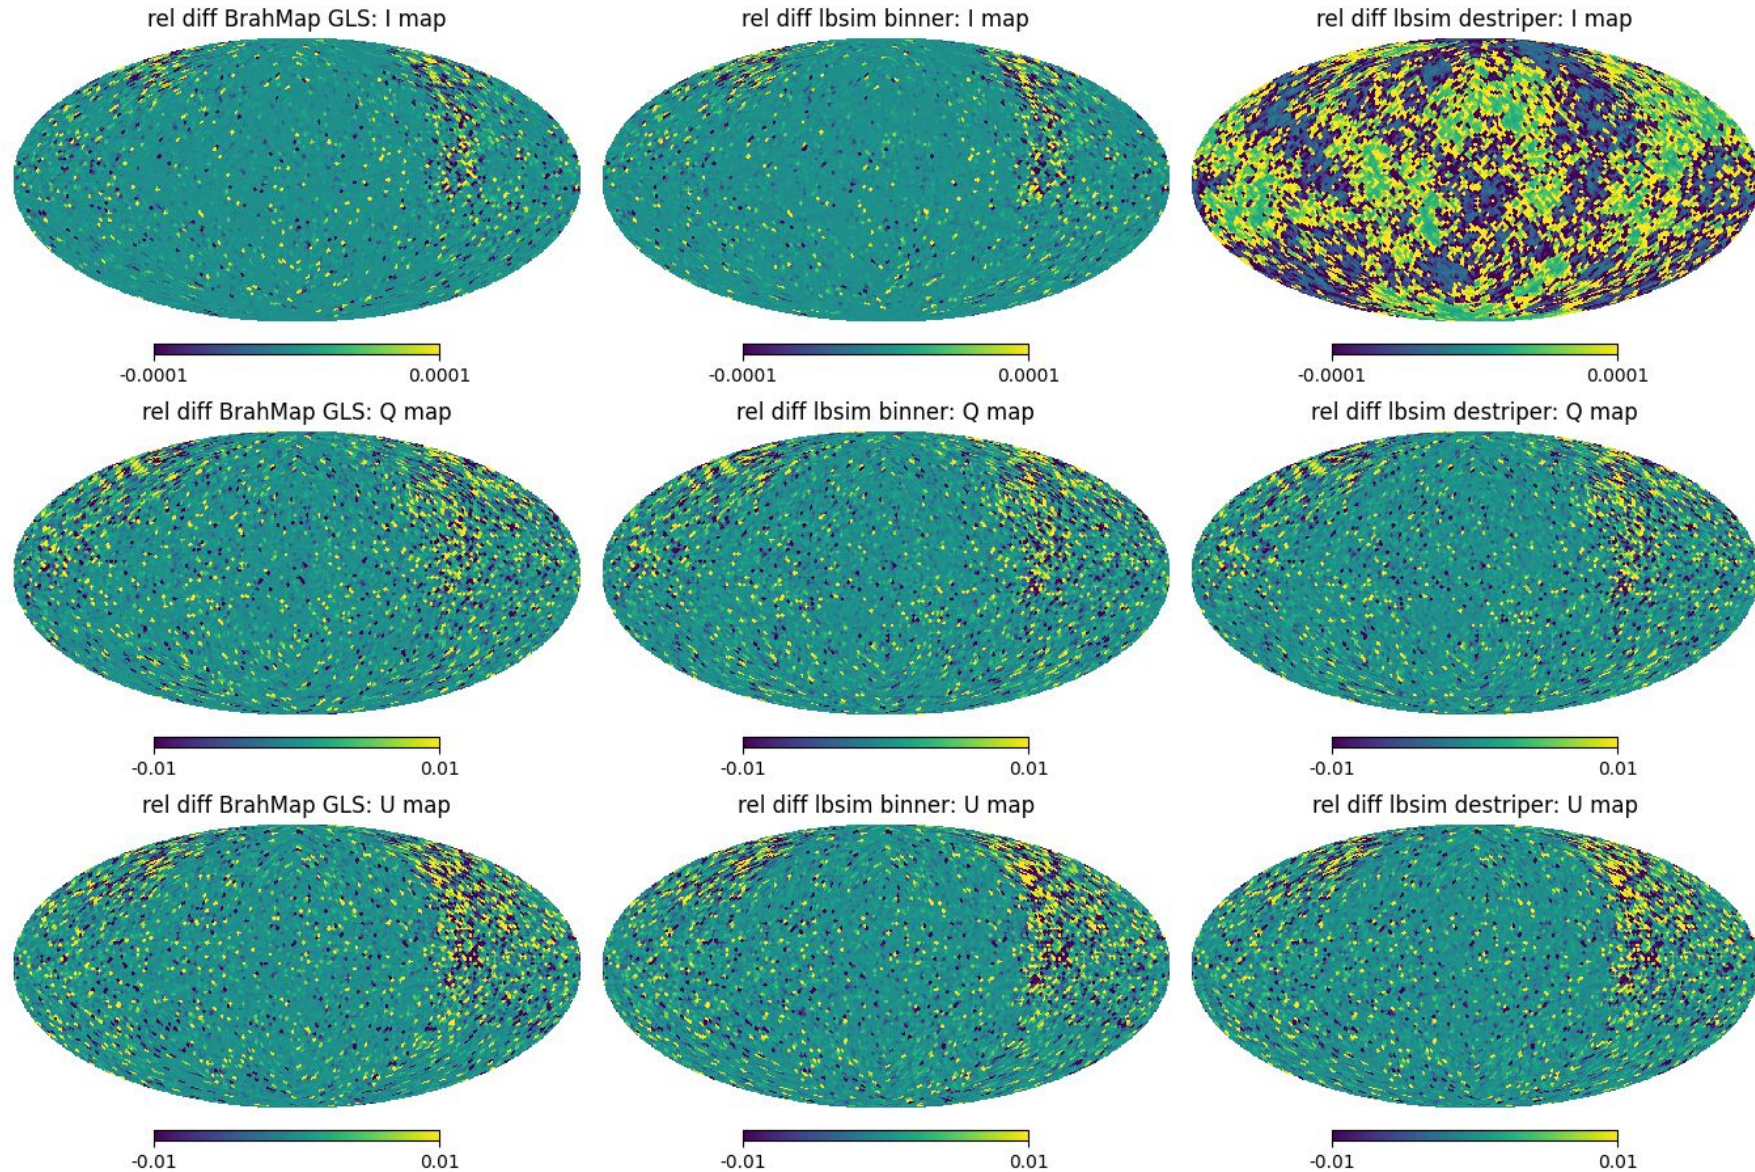 rel diff BrahMap GLS: I map
rel diff lbsim binner: I map
rel diff lbsim destriper: I map
-0.0001 0.0001
-0.0001 0.0001
-0.0001 0.0001
rel diff BrahMap GLS: Q map
rel diff lbsim binner: Q map
rel diff lbsim destriper: Q map
-0.01 0.01
-0.01 0.01
-0.01 0.01
rel diff BrahMap GLS: U map
rel diff lbsim binner: U map
rel diff lbsim destriper: U map
-0.01 0.01
-0.01 0.01
-0.01 0.01